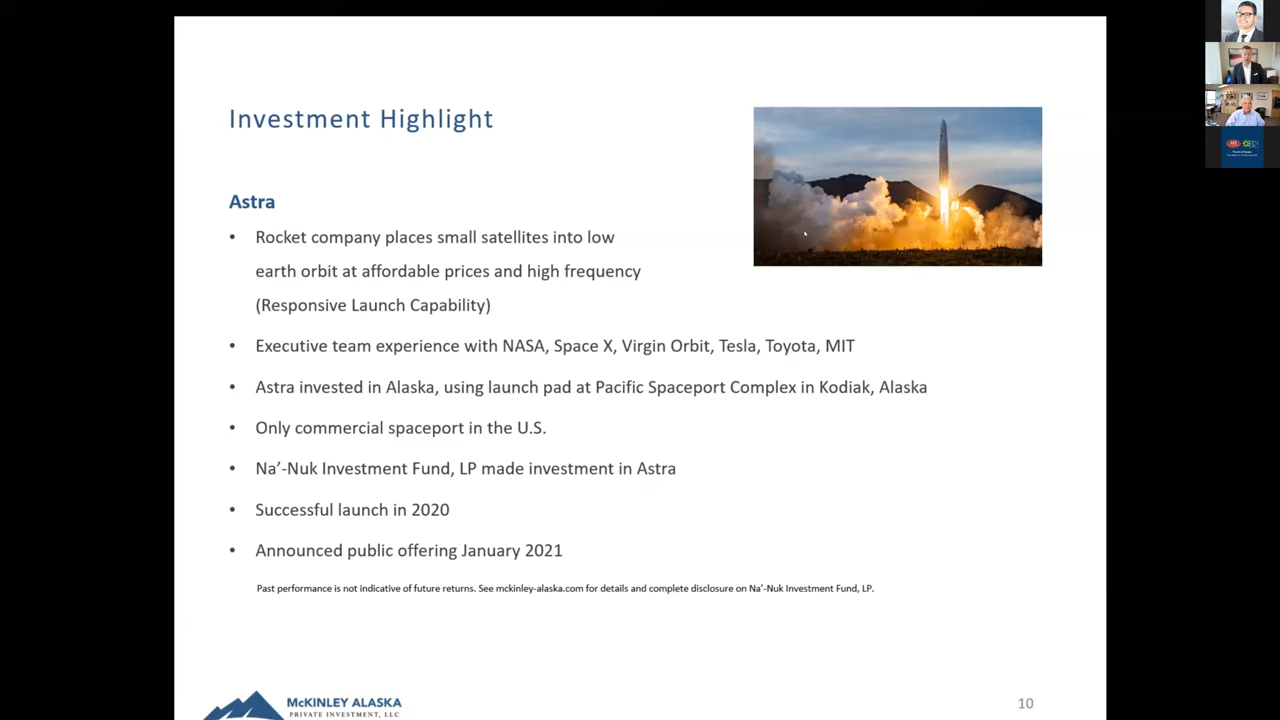 Investment Highlight
Astra
• Rocket company places small satellites into low
earth orbit at affordable prices and high frequency
(Responsive Launch Capability)
• Executive team experience with NASA, Space X, Virgin Orbit, Tesla, Toyota, MIT
• Astra invested in Alaska, using launch pad at Pacific Spaceport Complex in Kodiak, Alaska
• Only commercial spaceport in the U.S.
• Na’-Nuk Investment Fund, LP made investment in Astra
• Successful launch in 2020
• Announced public offering January 2021
Past performance is not indicative of future returns. See mckinley-alaska.com for details and complete disclosure on Na’-Nuk Investment Fund, LP.
McKINLEY ALASKA
PRIVATE INVESTMENT, LLC
10